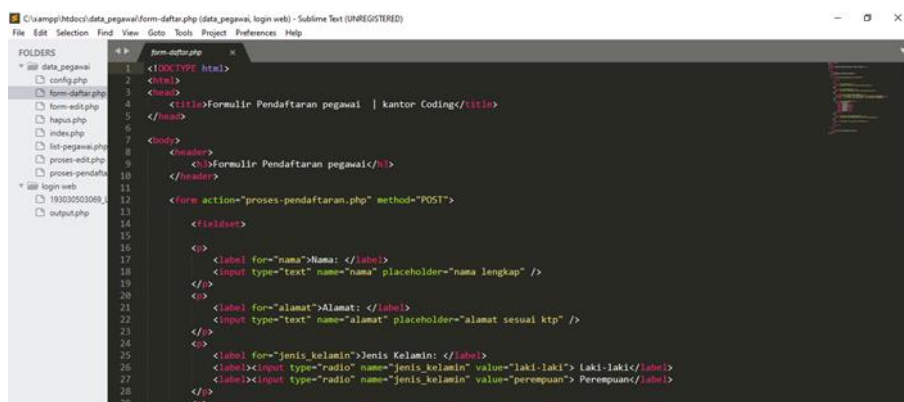 C:\xampp\htdocs\data_pegawai\form-daftar.php (data_pegawai, login web) - Sublime Text (UNREGISTERED)
File Edit Selection Find View Goto Tools Project Preferences Help
FOLDERS
data_pegawai
config.php
form-daftar.php
form-edit.php
hapus.php
index.php
list-pegawai.php
proses-edit.php
proses-pendafta
login web
193030503069_L
output.php
form-daftar.php ×
1 <!DOCTYPE html>
2 <html>
3 <head>
4 <title>Formulir Pendaftaran pegawai | kantor Coding</title>
5 </head>
6
7 <body>
8 <header>
9 <h3>Formulir Pendaftaran pegawai</h3>
10 </header>
11
12 <form action="proses-pendaftaran.php" method="POST">
13
14 <fieldset>
15
16 <p>
17 <label for="nama">Nama: </label>
18 <input type="text" name="nama" placeholder="nama lengkap" />
19 </p>
20 <p>
21 <label for="alamat">Alamat: </label>
22 <input type="text" name="alamat" placeholder="alamat sesuai ktp" />
23 </p>
24 <p>
25 <label for="jenis_kelamin">Jenis Kelamin: </label>
26 <label><input type="radio" name="jenis_kelamin" value="laki-laki"> Laki-laki</label>
27 <label><input type="radio" name="jenis_kelamin" value="perempuan"> Perempuan</label>
28 </p>